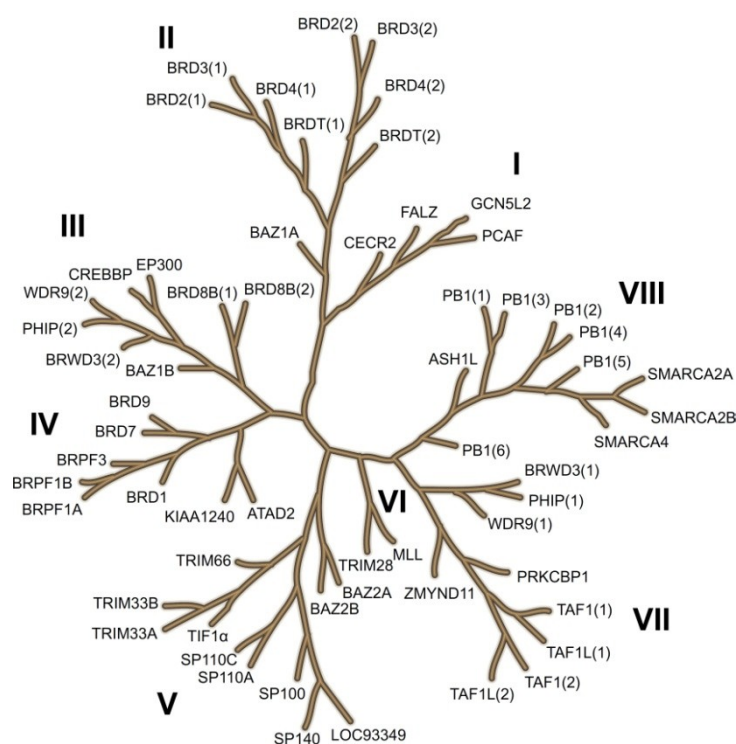 II
BRD2(2)
BRD3(2)
BRD3(1)
BRD4(1)
BRD2(1)
BRD4(2)
BRDT(1)
BRDT(2)
I
GCN5L2
FALZ
PCAF
BAZ1A
CECR2
III
EP300
CREBBP
BRD8B(1)
BRD8B(2)
WDR9(2)
PHIP(2)
BRWD3(2)
BAZ1B
VIII
PB1(1)
PB1(3)
PB1(2)
PB1(4)
ASH1L
PB1(5)
SMARCA2A
SMARCA2B
SMARCA4
PB1(6)
IV
BRD9
BRD7
BRPF3
BRPF1B
BRPF1A
BRD1
KIAA1240
ATAD2
VI
BRWD3(1)
PHIP(1)
WDR9(1)
TRIM28
MLL
ZMYND11
PRKCBP1
VII
TAF1(1)
TAF1L(1)
TAF1(2)
TAF1L(2)
TRIM66
BAZ2A
BAZ2B
TRIM33B
TRIM33A
TIF1α
SP110C
SP110A
V
SP100
SP140
LOC93349